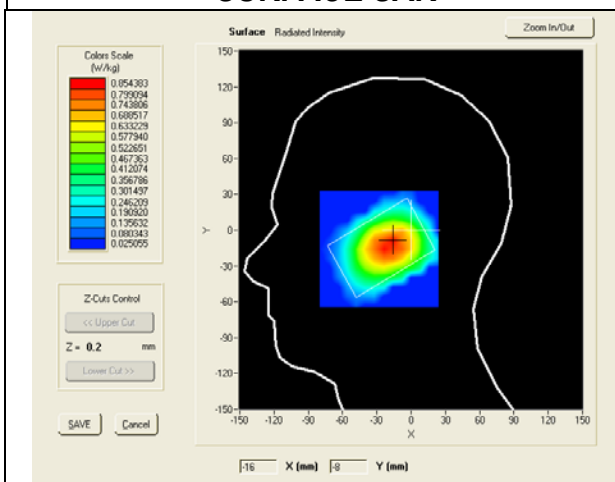 Surface Radiated Intensity
Zoom In/Out
Colors Scale
(W/kg)
0.854383
0.799094
0.743806
0.688517
0.633229
0.577940
0.522651
0.467363
0.412074
0.356786
0.301497
0.246209
0.190920
0.135632
0.080343
0.025055
Z-Cuts Control
<< Upper Cut
Z = 0.2 mm
Lower Cut >>
SAVE Cancel
150
120
90
60
30
0
-30
-60
-90
-120
-150
Y
-150 -120 -90 -60 -30 0 30 60 90 120 150
X
-16 X (mm) -8 Y (mm)